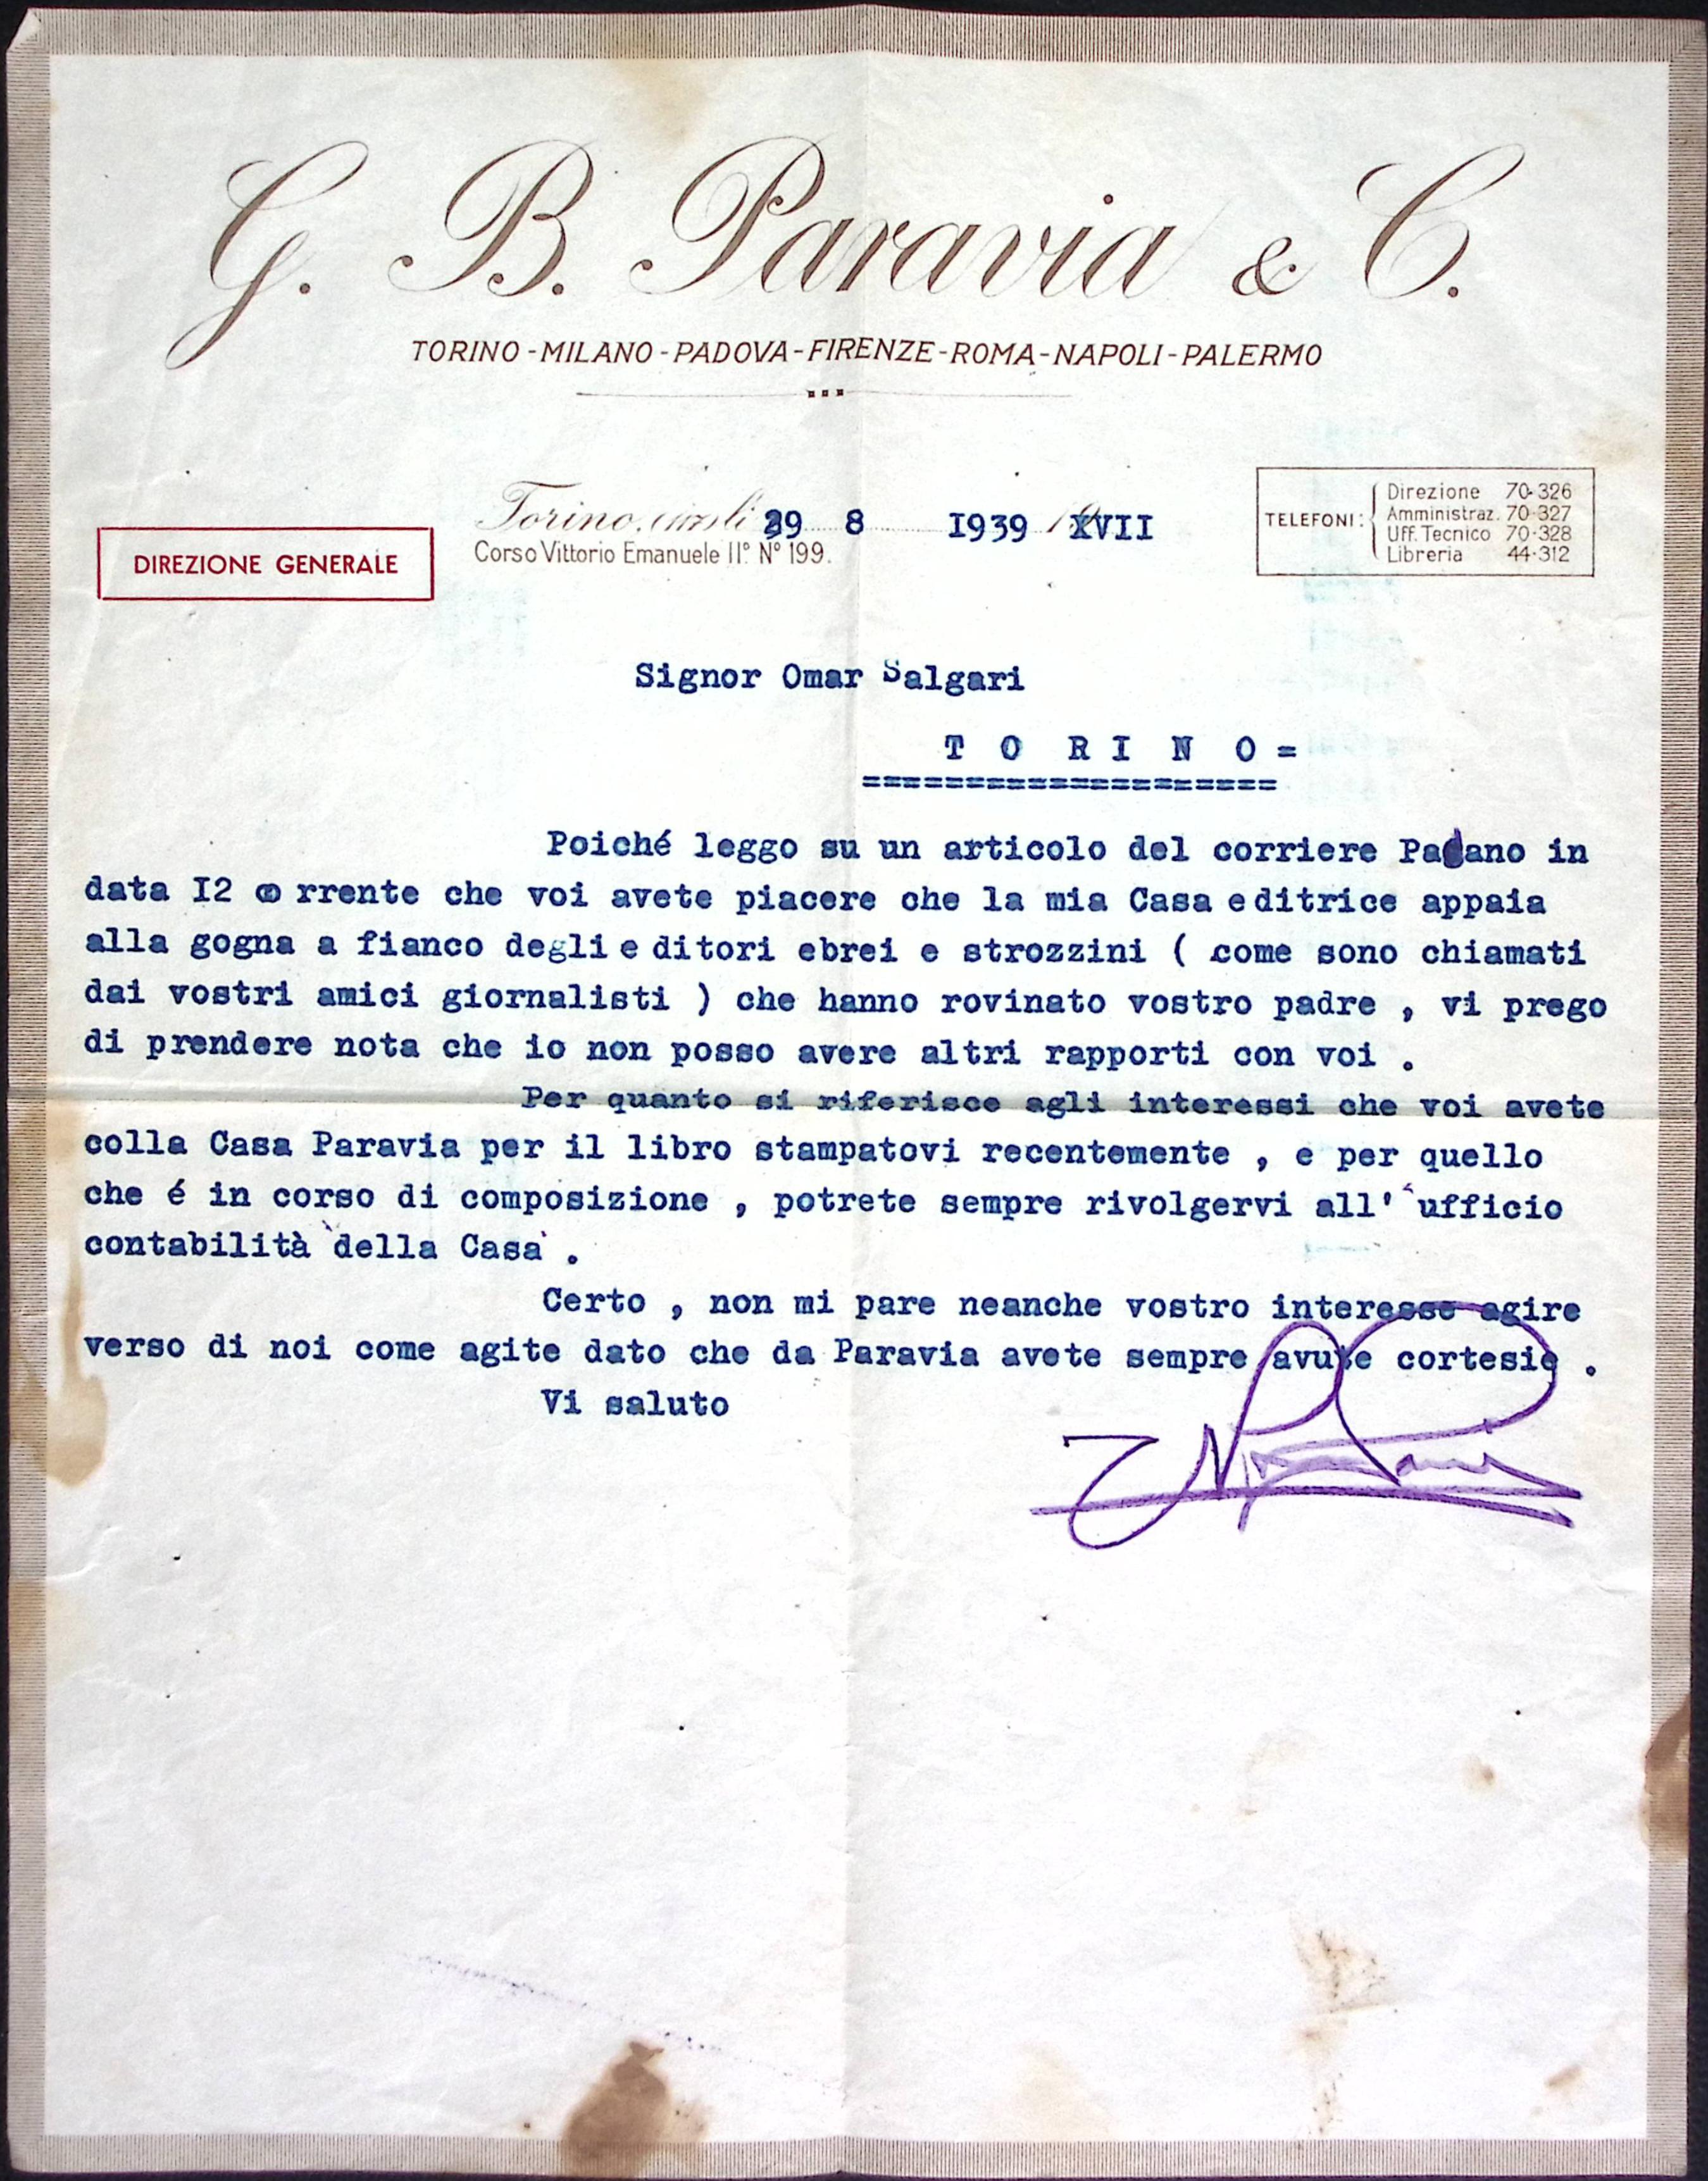 G. B. Paravia & C.
TORINO - MILANO - PADOVA - FIRENZE - ROMA - NAPOLI - PALERMO
Torino, 8 1939 XVII
Corso Vittorio Emanuele II° N° 199.
DIREZIONE GENERALE
TELEFONI:
Direzione 70-326
Amministraz. 70-327
Uff. Tecnico 70-328
Libreria 44-312
Signor Omar Salgari
T O R I N O =
====================
Poiché leggo su un articolo del corriere Padano in
data I2 co rrente che voi avete piacere che la mia Casa editrice appaia
alla gogna a fianco degli e ditori ebrei e strozzini ( come sono chiamati
dai vostri amici giornalisti ) che hanno rovinato vostro padre , vi prego
di prendere nota che io non posso avere altri rapporti con voi .
Per quanto si riferisce agli interessi che voi avete
colla Casa Paravia per il libro stampatovi recentemente , e per quello
che é in corso di composizione , potrete sempre rivolgervi all' ufficio
contabilità della Casa .
Certo , non mi pare neanche vostro interesse agire
verso di noi come agite dato che da Paravia avete sempre avute cortesie .
Vi saluto